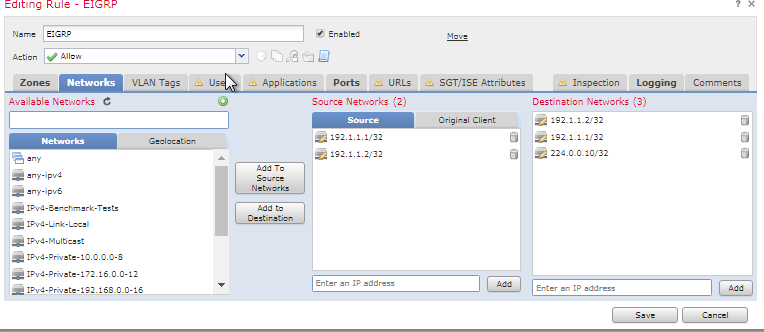 Editing Rule - EIGRP ? ×
Name EIGRP Enabled Move
Action Allow
Zones Networks VLAN Tags Applications Ports URLs SGT/ISE Attributes Inspection Logging Comments
Available Networks Source Networks (2) Destination Networks (3)
Networks Geolocation Source Original Client
any
any-ipv4
any-ipv6
IPv4-Benchmark-Tests
IPv4-Link-Local
IPv4-Multicast
IPv4-Private-10.0.0.0-8
IPv4-Private-172.16.0.0-12
IPv4-Private-192.168.0.0-16
Add To
Source
Networks
Add to
Destination
192.1.1.1/32
192.1.1.2/32
Enter an IP address Add
192.1.1.2/32
192.1.1.1/32
224.0.0.10/32
Enter an IP address Add
Save Cancel